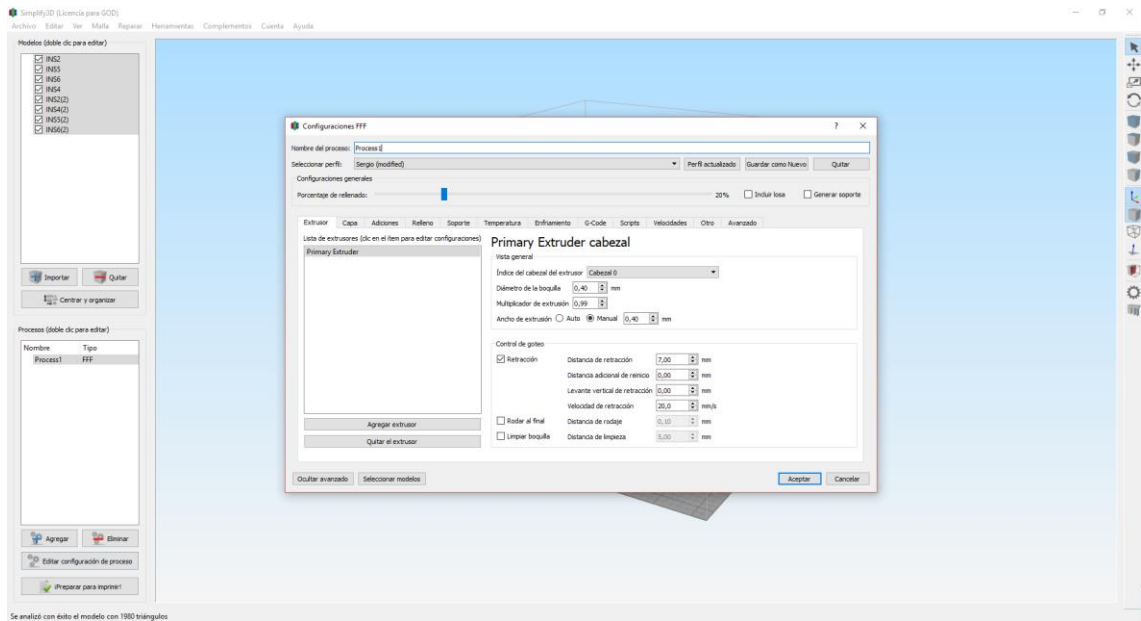 Simplify3D (Licencia para GOD)
Archivo Editar Ver Malla Reparar Herramientas Complementos Cuenta Ayuda
Modelos (doble clic para editar)
INS2
INS5
INS6
INS4
INS2(2)
INS4(2)
INS5(2)
INS6(2)
Importar Quitar
Centrar y organizar
Procesos (doble clic para editar)
Nombre Tipo
Process1 FFF
Agregar Eliminar
Editar configuración de proceso
¡Preparar para imprimir!
Se analizó con éxito el modelo con 1980 triángulos
Configuraciones FFF
Nombre del proceso: Process1
Seleccionar perfil: Sergio (modified) Perfil actualizado Guardar como Nuevo Quitar
Configuraciones generales
Porcentaje de rellenado: 20% Incluir losa Generar soporte
Extrusor Capa Adiciones Relleno Soporte Temperatura Enfriamiento G-Code Scripts Velocidades Otro Avanzado
Lista de extrusores (clic en el ítem para editar configuraciones)
Primary Extruder
Agregar extrusor
Quitar el extrusor
Primary Extruder cabezal
Vista general
Índice del cabezal del extrusor Cabezal 0
Diámetro de la boquilla 0,40 mm
Multiplicador de extrusión 0,99
Ancho de extrusión Auto Manual 0,40 mm
Control de goteo
Retracción Distancia de retracción 7,00 mm
Distancia adicional de reinicio 0,00 mm
Levante vertical de retracción 0,00 mm
Velocidad de retracción 20,0 mm/s
Rodar al final Distancia de rodaje 0,10 mm
Limpiar boquilla Distancia de limpieza 5,00 mm
Ocultar avanzado Seleccionar modelos Aceptar Cancelar